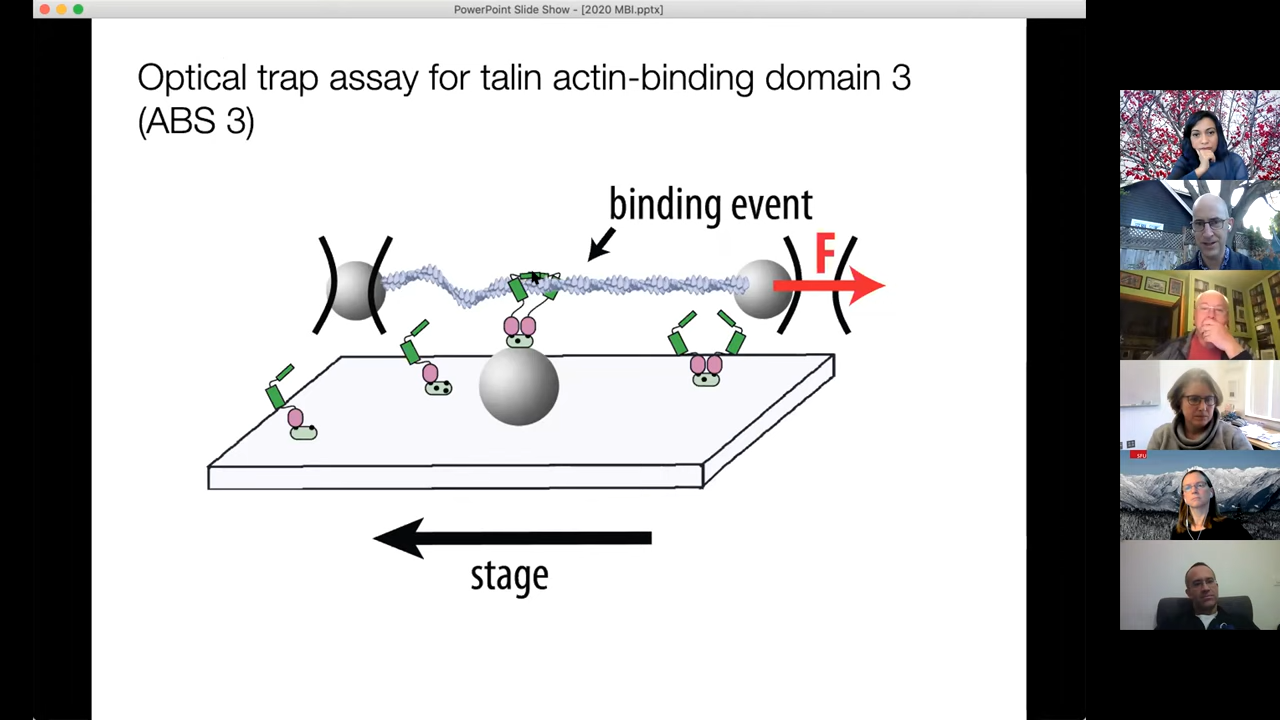 PowerPoint Slide Show - [2020 MBI.pptx]
Optical trap assay for talin actin-binding domain 3
(ABS 3)
binding event
F
stage
SFU